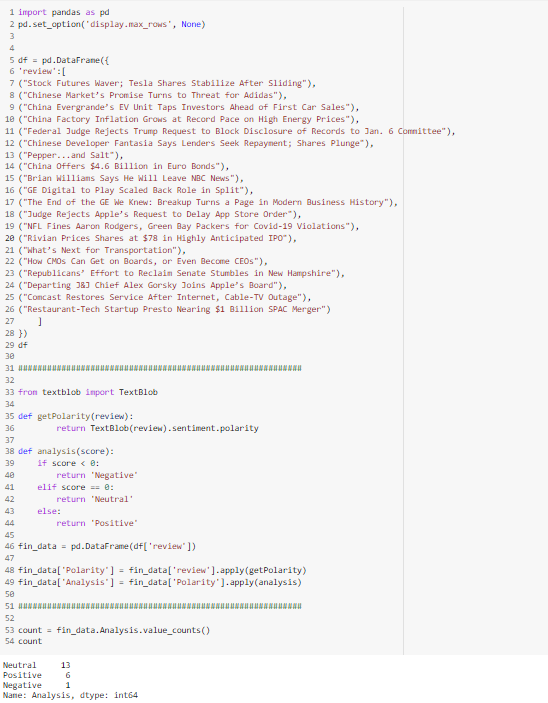 1 import pandas as pd
2 pd.set_option('display.max_rows', None)
3
4
5 df = pd.DataFrame({
6 'review':[
7 ("Stock Futures Waver; Tesla Shares Stabilize After Sliding"),
8 ("Chinese Market’s Promise Turns to Threat for Adidas"),
9 ("China Evergrande’s EV Unit Taps Investors Ahead of First Car Sales"),
10 ("China Factory Inflation Grows at Record Pace on High Energy Prices"),
11 ("Federal Judge Rejects Trump Request to Block Disclosure of Records to Jan. 6 Committee"),
12 ("Chinese Developer Fantasia Says Lenders Seek Repayment; Shares Plunge"),
13 ("Pepper...and Salt"),
14 ("China Offers $4.6 Billion in Euro Bonds"),
15 ("Brian Williams Says He Will Leave NBC News"),
16 ("GE Digital to Play Scaled Back Role in Split"),
17 ("The End of the GE We Knew: Breakup Turns a Page in Modern Business History"),
18 ("Judge Rejects Apple’s Request to Delay App Store Order"),
19 ("NFL Fines Aaron Rodgers, Green Bay Packers for Covid-19 Violations"),
20 ("Rivian Prices Shares at $78 in Highly Anticipated IPO"),
21 ("What’s Next for Transportation"),
22 ("How CMOs Can Get on Boards, or Even Become CEOs"),
23 ("Republicans’ Effort to Reclaim Senate Stumbles in New Hampshire"),
24 ("Departing J&J Chief Alex Gorsky Joins Apple’s Board"),
25 ("Comcast Restores Service After Internet, Cable-TV Outage"),
26 ("Restaurant-Tech Startup Presto Nearing $1 Billion SPAC Merger")
27     ]
28 })
29 df
30
31 ###########################################################
32
33 from textblob import TextBlob
34
35 def getPolarity(review):
36         return TextBlob(review).sentiment.polarity
37
38 def analysis(score):
39     if score < 0:
40         return 'Negative'
41     elif score == 0:
42         return 'Neutral'
43     else:
44         return 'Positive'
45
46 fin_data = pd.DataFrame(df['review'])
47
48 fin_data['Polarity'] = fin_data['review'].apply(getPolarity)
49 fin_data['Analysis'] = fin_data['Polarity'].apply(analysis)
50
51 ###########################################################
52
53 count = fin_data.Analysis.value_counts()
54 count
Neutral     13
Positive     6
Negative     1
Name: Analysis, dtype: int64